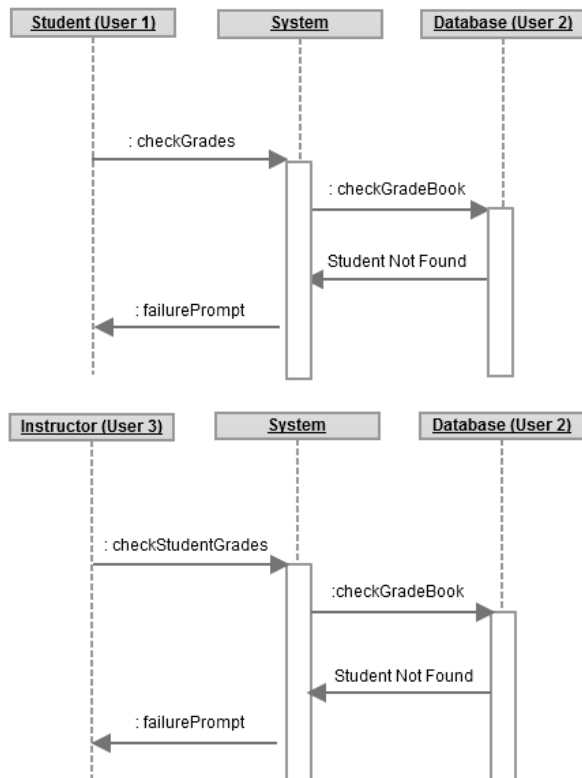 Student (User 1)
System
Database (User 2)
: checkGrades
: checkGradeBook
Student Not Found
: failurePrompt
Instructor (User 3)
System
Database (User 2)
: checkStudentGrades
:checkGradeBook
Student Not Found
: failurePrompt